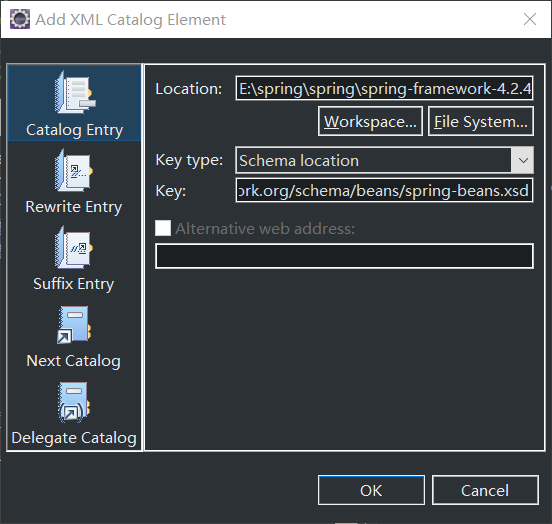 Add XML Catalog Element
Catalog Entry
Rewrite Entry
Suffix Entry
Next Catalog
Delegate Catalog
Location: E:\spring\spring\spring-framework-4.2.4
Workspace... File System...
Key type: Schema location
Key: ork.org/schema/beans/spring-beans.xsd
Alternative web address:
OK Cancel